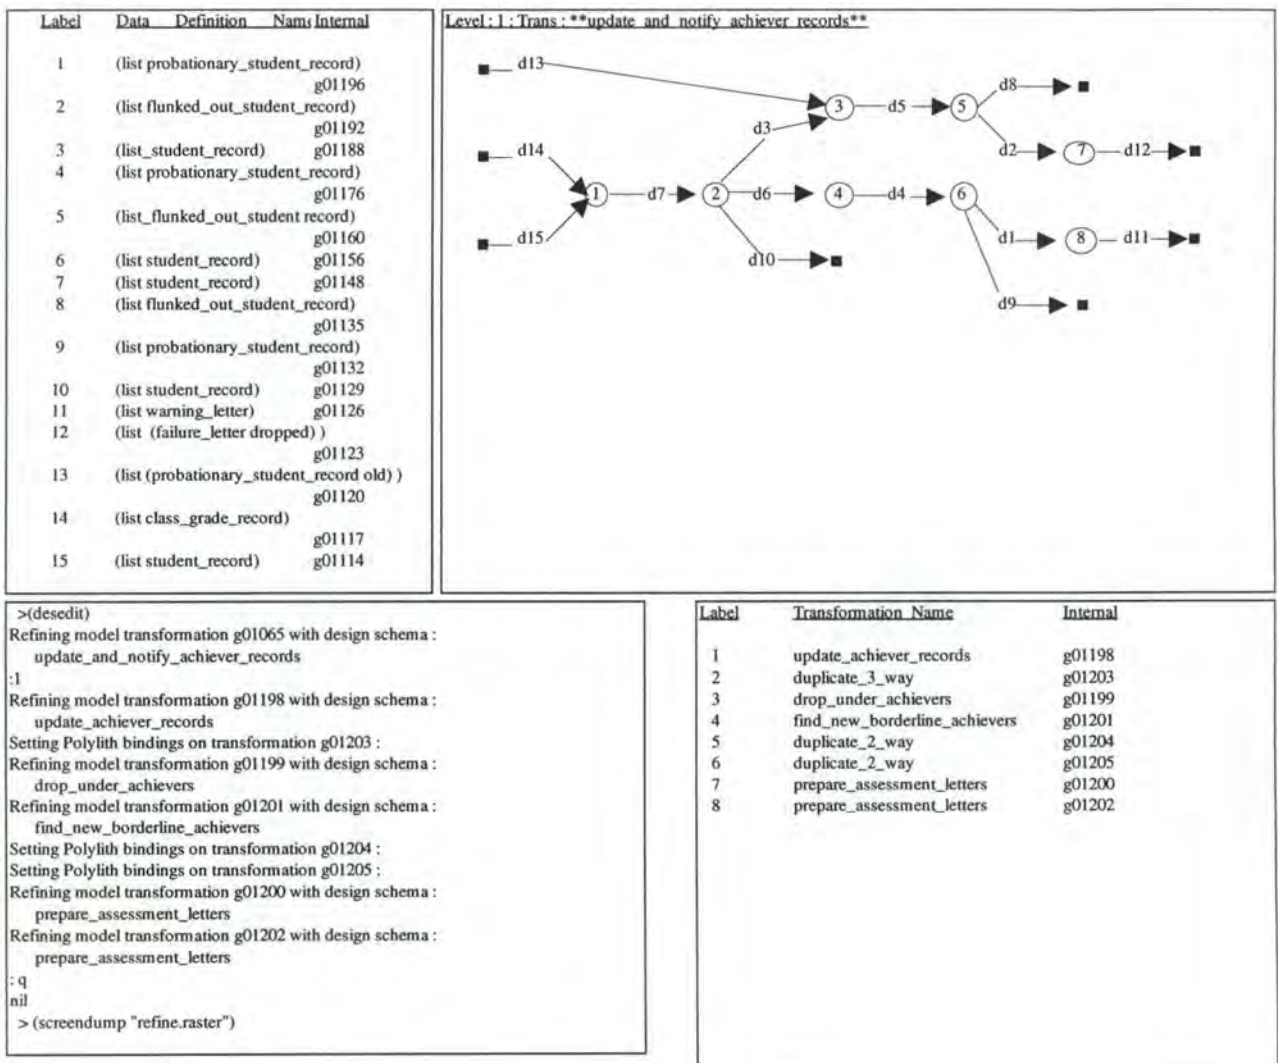 Label Data Definition Name Internal
1 (list probationary_student_record)
g01196
2 (list flunked_out_student_record)
g01192
3 (list_student_record) g01188
4 (list probationary_student_record)
g01176
5 (list_flunked_out_student record)
g01160
6 (list student_record) g01156
7 (list student_record) g01148
8 (list flunked_out_student_record)
g01135
9 (list probationary_student_record)
g01132
10 (list student_record) g01129
11 (list warning_letter) g01126
12 (list (failure_letter dropped) )
g01123
13 (list (probationary_student_record old) )
g01120
14 (list class_grade_record)
g01117
15 (list student_record) g01114
Level : 1 : Trans : **update_and_notify_achiever_records**
d13 d8
3 d5 5
d3
d14 d2 7 d12
1 d7 2 d6 4 d4 6
d15 d1 8 d11
d10
d9
>(desedit)
Refining model transformation g01065 with design schema :
update_and_notify_achiever_records
:1
Refining model transformation g01198 with design schema :
update_achiever_records
Setting Polylith bindings on transformation g01203 :
Refining model transformation g01199 with design schema :
drop_under_achievers
Refining model transformation g01201 with design schema :
find_new_borderline_achievers
Setting Polylith bindings on transformation g01204 :
Setting Polylith bindings on transformation g01205 :
Refining model transformation g01200 with design schema :
prepare_assessment_letters
Refining model transformation g01202 with design schema :
prepare_assessment_letters
: q
nil
> (screendump "refine.raster")
Label Transformation_Name Internal
1 update_achiever_records g01198
2 duplicate_3_way g01203
3 drop_under_achievers g01199
4 find_new_borderline_achievers g01201
5 duplicate_2_way g01204
6 duplicate_2_way g01205
7 prepare_assessment_letters g01200
8 prepare_assessment_letters g01202